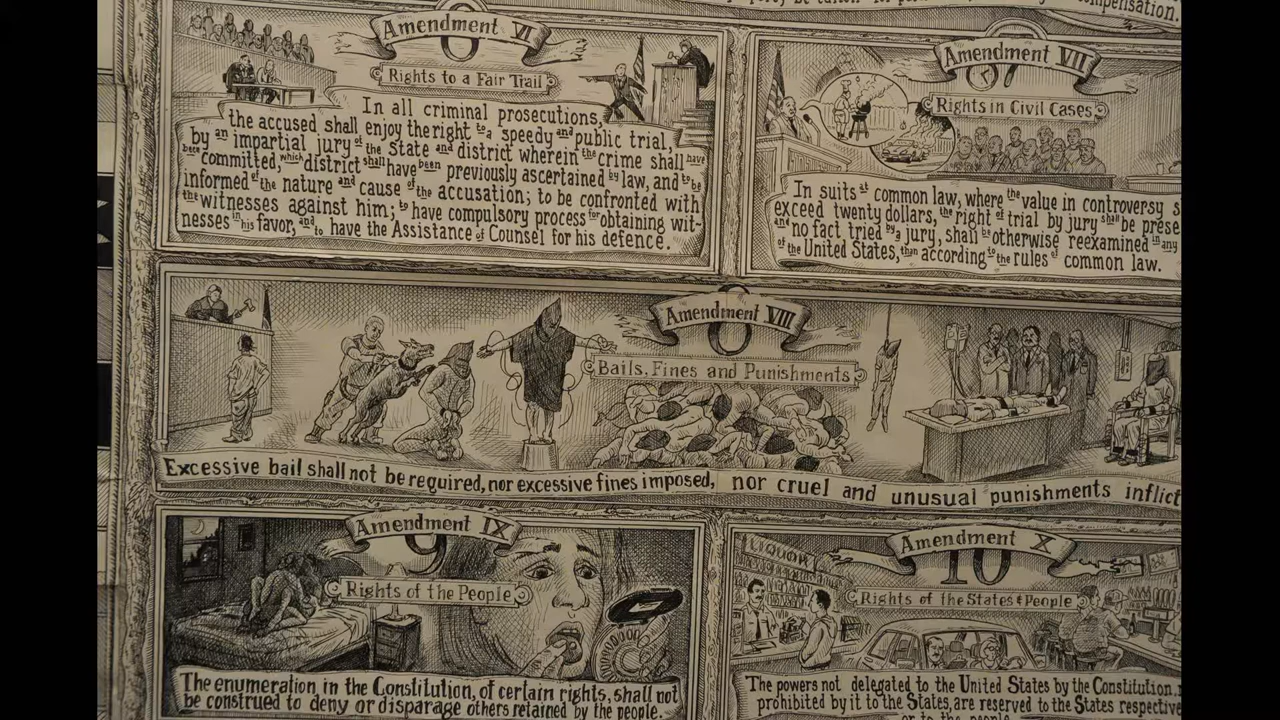 compensation.
Amendment VI
6
Rights to a Fair Trail
In all criminal prosecutions,
the accused shall enjoy the right to a speedy and public trial,
by an impartial jury of the State and district wherein the crime shall have
been committed, which district shall have been previously ascertained by law, and to be
informed of the nature and cause of the accusation; to be confronted with
the witnesses against him; to have compulsory process for obtaining wit-
nesses in his favor, and to have the Assistance of Counsel for his defence.
Amendment VII
Rights in Civil Cases
In suits at common law, where the value in controversy s
exceed twenty dollars, the right of trial by jury shall be prese
and no fact tried by a jury, shall be otherwise reexamined in any
of the United States, than according to the rules of common law.
Amendment VIII
8
Bails, Fines and Punishments
Excessive bail shall not be required, nor excessive fines imposed, nor cruel and unusual punishments inflict
Amendment IX
9
Rights of the People
The enumeration, in the Constitution, of certain rights, shall not
be construed to deny or disparage others retained by the people.
LIQUOR
Amendment X
10
Rights of the States & People
The powers not delegated to the United States by the Constitution,
prohibited by it to the States, are reserved to the States respective
or to the people